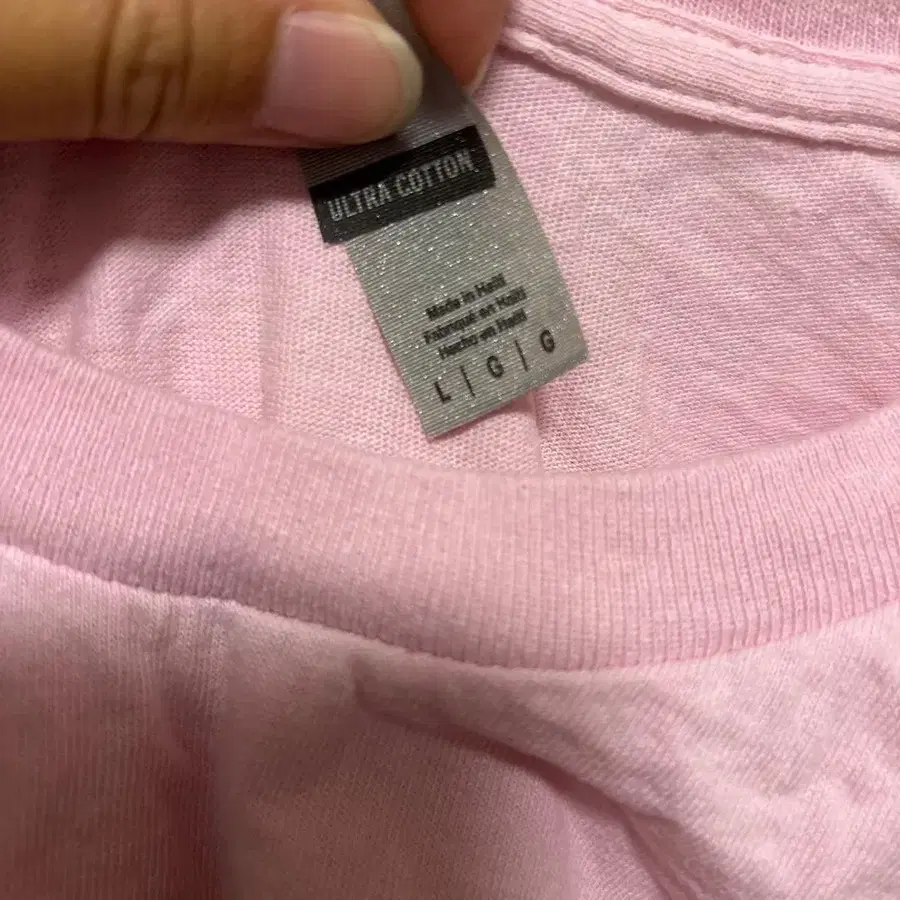 ULTRA COTTON
Made in Haiti
Fabriqué en Haïti
Hecho en Haití
L | G | G